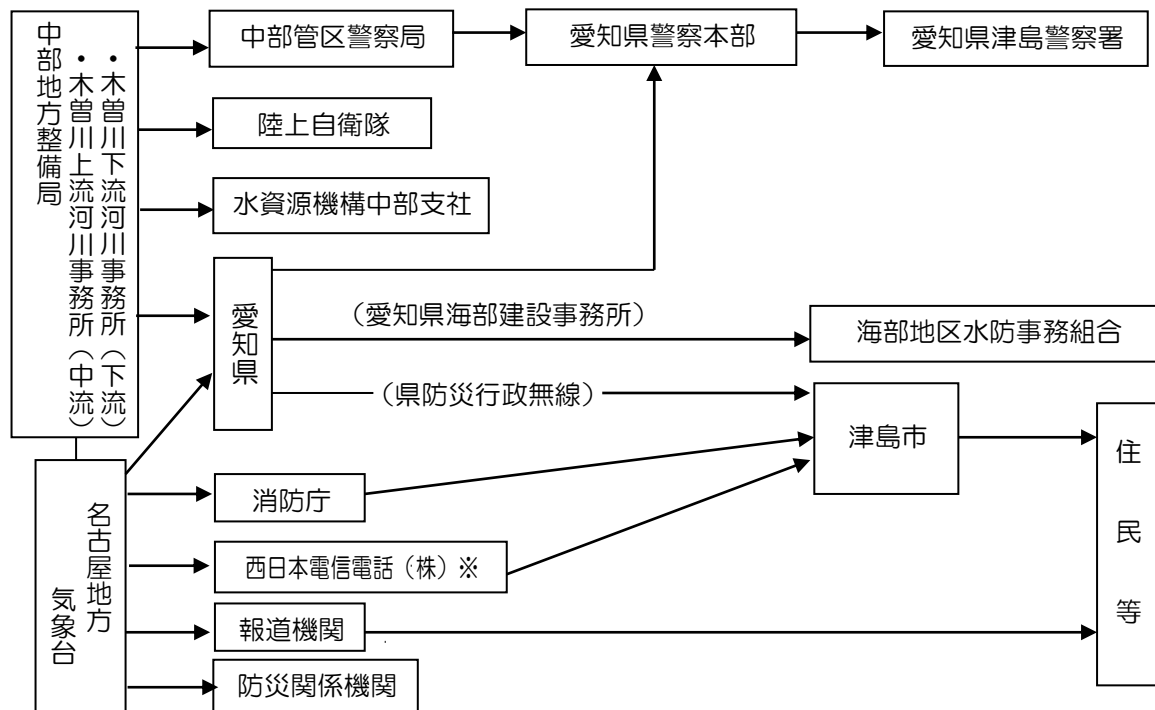 中部地方整備局
・木曽川上流河川事務所（中流）
・木曽川下流河川事務所（下流）
中部管区警察局
愛知県警察本部
愛知県津島警察署
陸上自衛隊
水資源機構中部支社
愛知県
（愛知県海部建設事務所）
海部地区水防事務組合
（県防災行政無線）
津島市
住民等
名古屋地方
気象台
消防庁
西日本電信電話（株）※
報道機関
防災関係機関